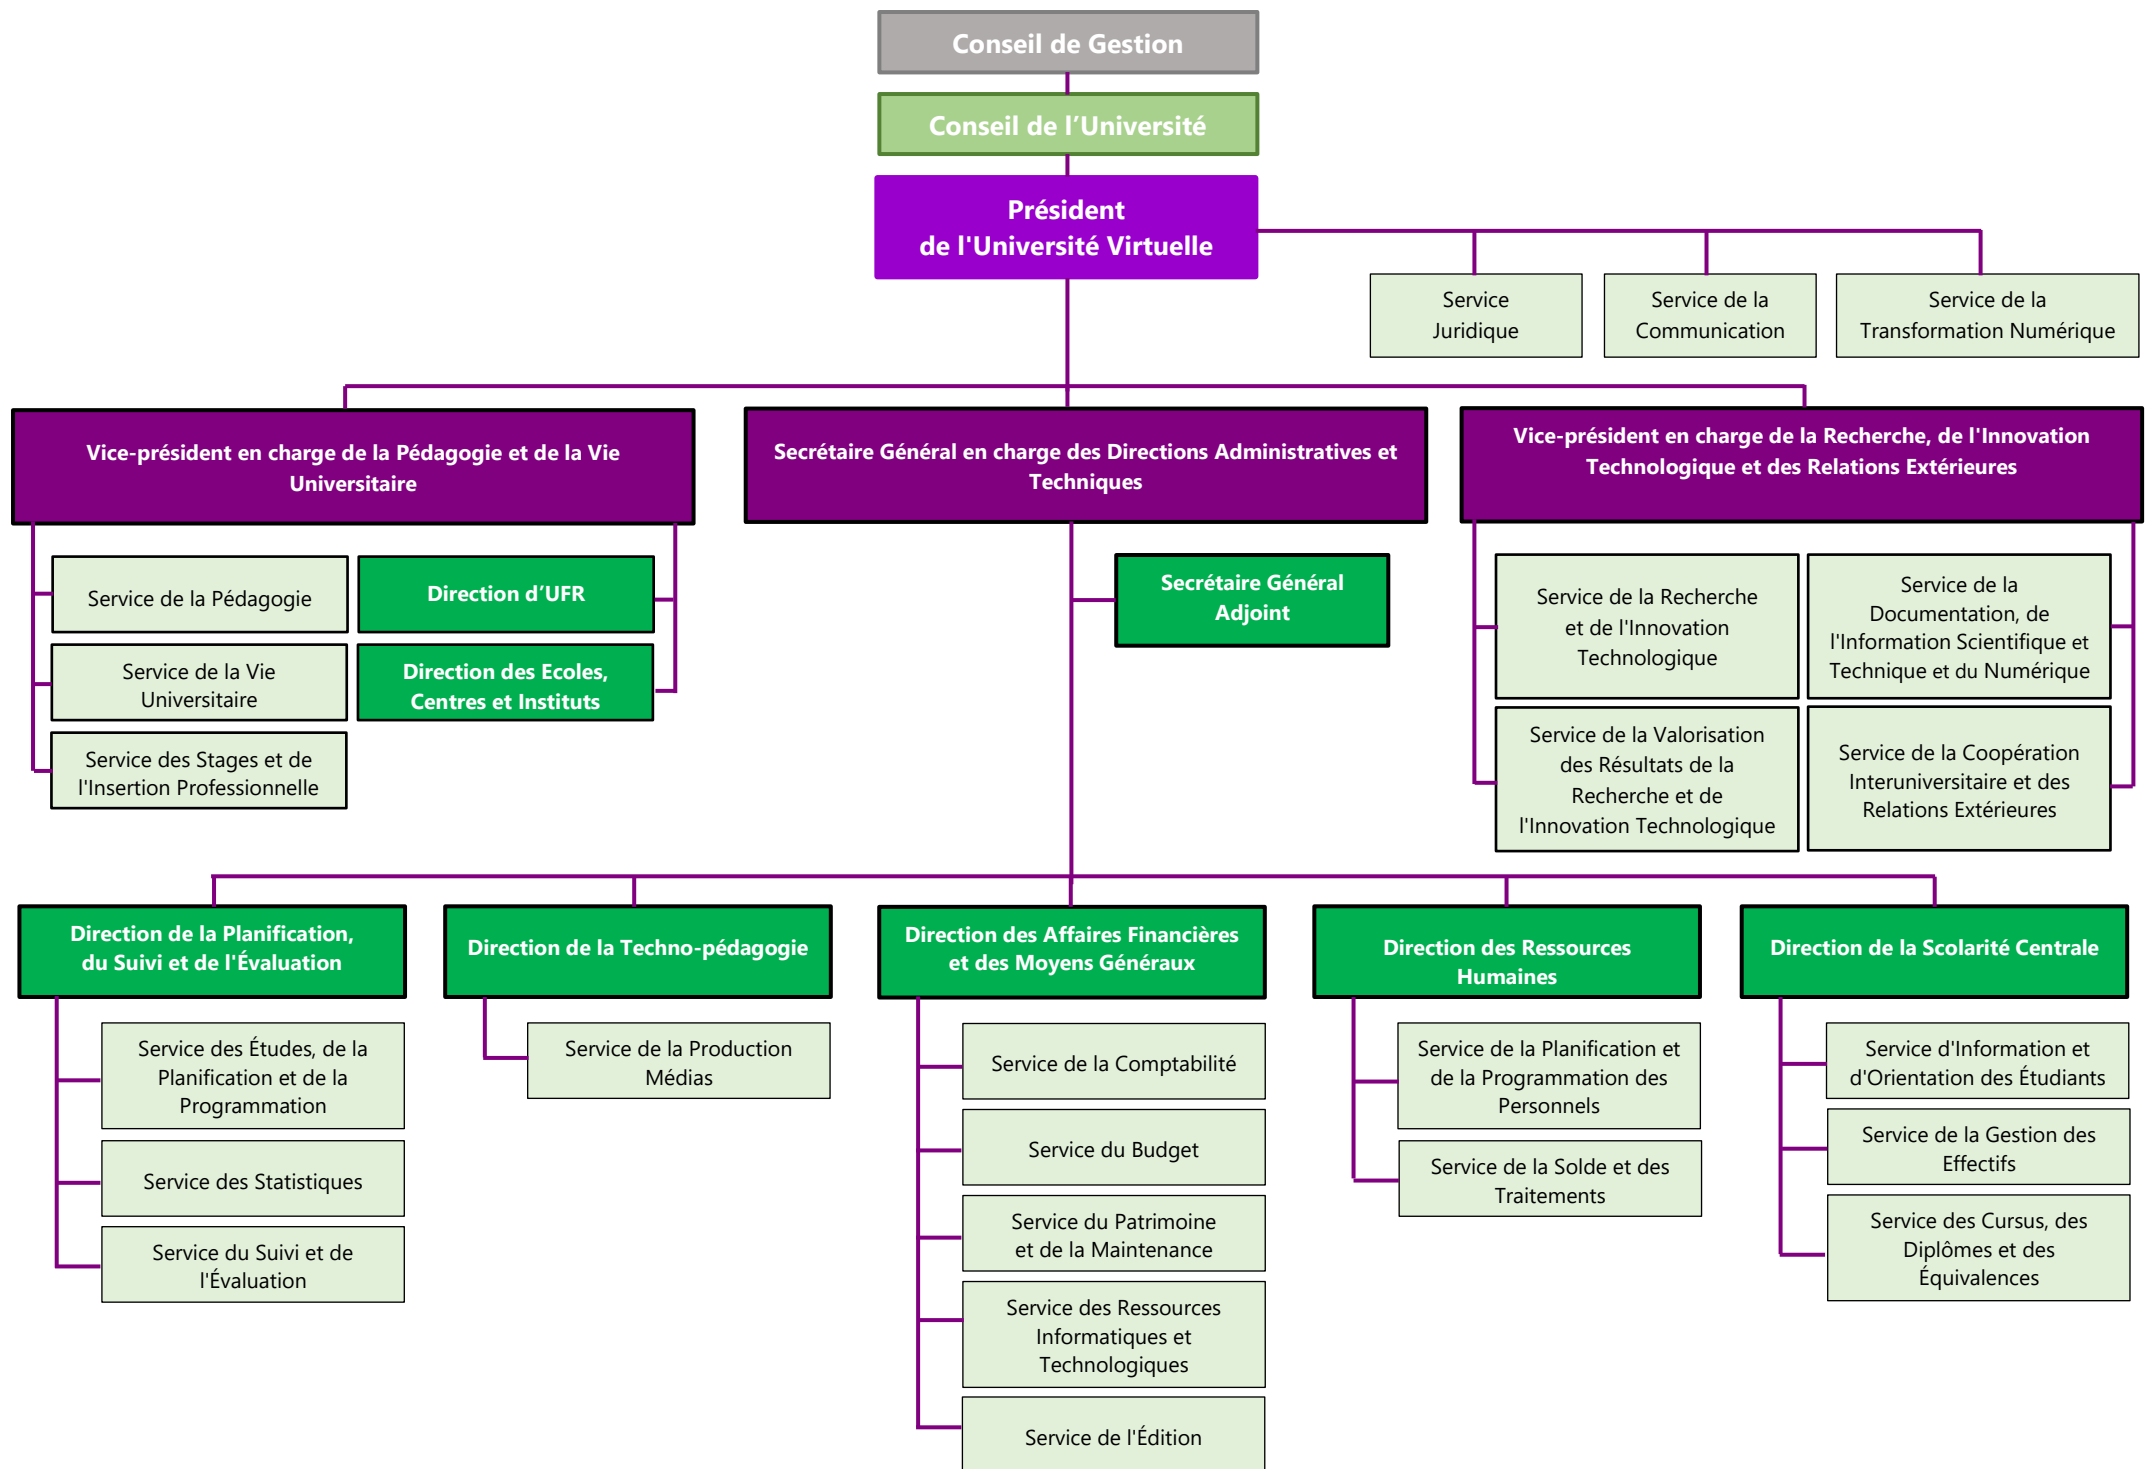 Conseil de Gestion
Conseil de l’Université
Président
de l'Université Virtuelle
Service
Juridique
Service de la
Communication
Service de la
Transformation Numérique
Vice-président en charge de la Pédagogie et de la Vie
Universitaire
Secrétaire Général en charge des Directions Administratives et
Techniques
Vice-président en charge de la Recherche, de l'Innovation
Technologique et des Relations Extérieures
Service de la Pédagogie
Direction d’UFR
Service de la Vie
Universitaire
Direction des Ecoles,
Centres et Instituts
Service des Stages et de
l'Insertion Professionnelle
Secrétaire Général
Adjoint
Service de la Recherche
et de l'Innovation
Technologique
Service de la
Documentation, de
l'Information Scientifique et
Technique et du Numérique
Service de la Valorisation
des Résultats de la
Recherche et de
l'Innovation Technologique
Service de la Coopération
Interuniversitaire et des
Relations Extérieures
Direction de la Planification,
du Suivi et de l'Évaluation
Service des Études, de la
Planification et de la
Programmation
Service des Statistiques
Service du Suivi et de
l'Évaluation
Direction de la Techno-pédagogie
Service de la Production
Médias
Direction des Affaires Financières
et des Moyens Généraux
Service de la Comptabilité
Service du Budget
Service du Patrimoine
et de la Maintenance
Service des Ressources
Informatiques et
Technologiques
Service de l'Édition
Direction des Ressources
Humaines
Service de la Planification et
de la Programmation des
Personnels
Service de la Solde et des
Traitements
Direction de la Scolarité Centrale
Service d'Information et
d'Orientation des Étudiants
Service de la Gestion des
Effectifs
Service des Cursus, des
Diplômes et des
Équivalences